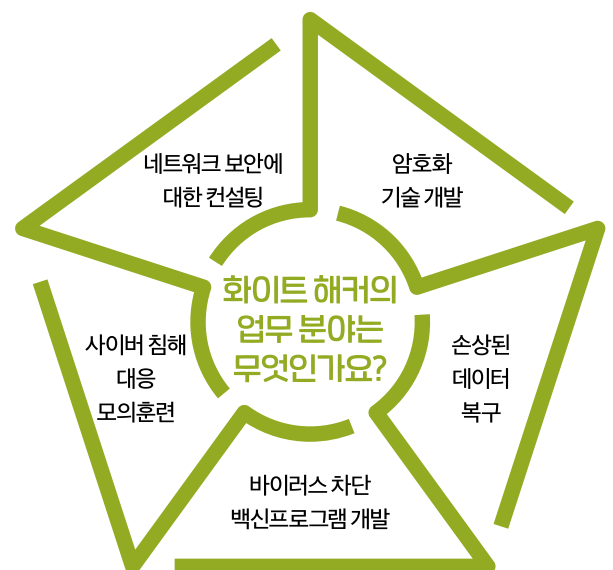 화이트 해커의
업무 분야는
무엇인가요?
암호화
기술 개발
손상된
데이터
복구
바이러스 차단
백신프로그램 개발
사이버 침해
대응
모의훈련
네트워크 보안에
대한 컨설팅